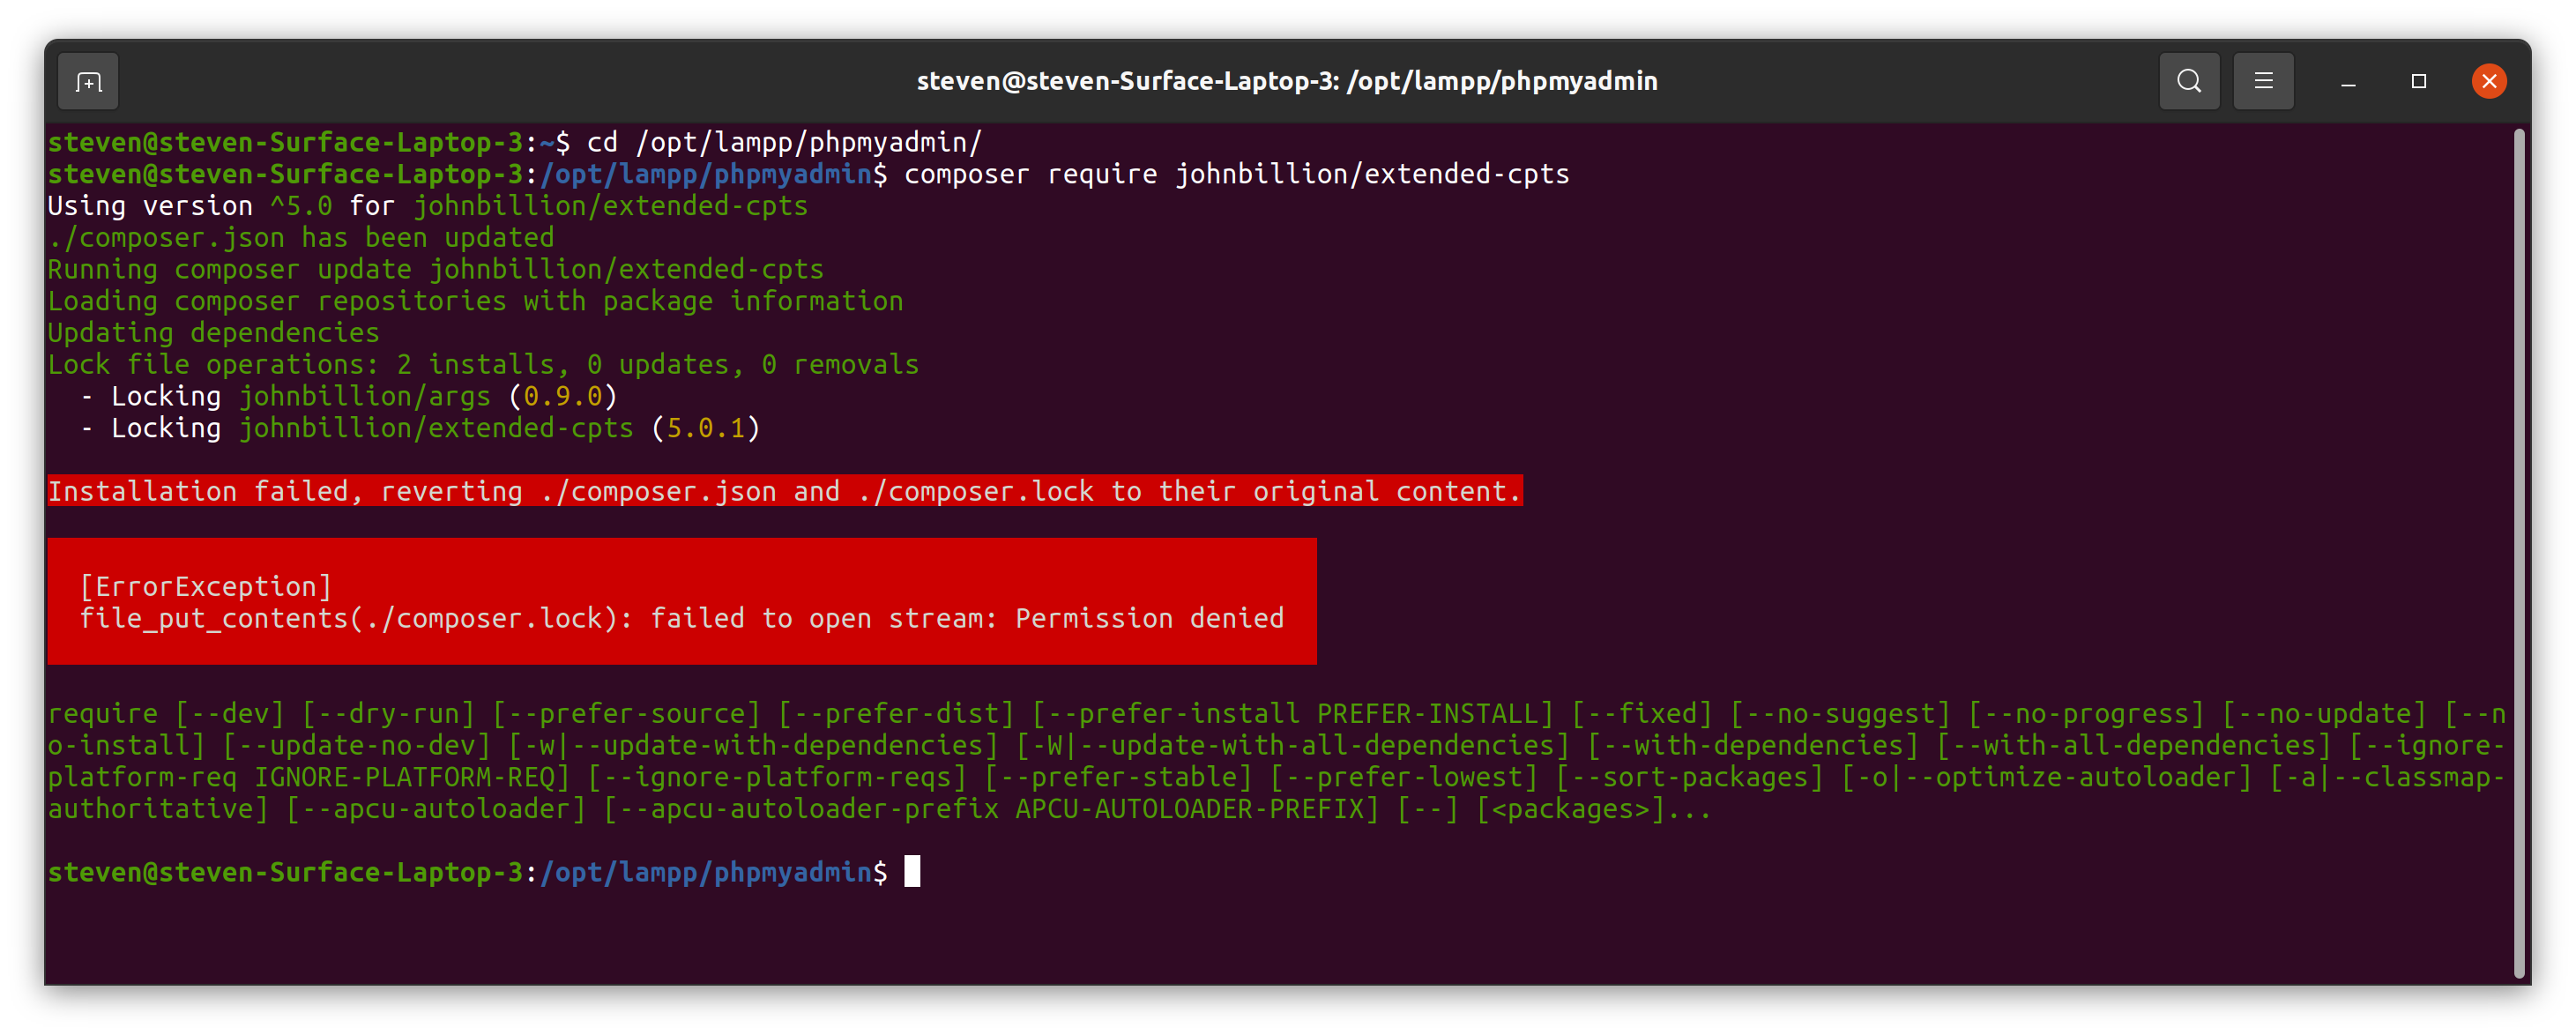 steven@steven-Surface-Laptop-3: /opt/lampp/phpmyadmin
steven@steven-Surface-Laptop-3:~$ cd /opt/lampp/phpmyadmin/
steven@steven-Surface-Laptop-3:/opt/lampp/phpmyadmin$ composer require johnbillion/extended-cpts
Using version ^5.0 for johnbillion/extended-cpts
./composer.json has been updated
Running composer update johnbillion/extended-cpts
Loading composer repositories with package information
Updating dependencies
Lock file operations: 2 installs, 0 updates, 0 removals
  - Locking johnbillion/args (0.9.0)
  - Locking johnbillion/extended-cpts (5.0.1)
Installation failed, reverting ./composer.json and ./composer.lock to their original content.
[ErrorException]
file_put_contents(./composer.lock): failed to open stream: Permission denied
require [--dev] [--dry-run] [--prefer-source] [--prefer-dist] [--prefer-install PREFER-INSTALL] [--fixed] [--no-suggest] [--no-progress] [--no-update] [--n
o-install] [--update-no-dev] [-w|--update-with-dependencies] [-W|--update-with-all-dependencies] [--with-dependencies] [--with-all-dependencies] [--ignore-
platform-req IGNORE-PLATFORM-REQ] [--ignore-platform-reqs] [--prefer-stable] [--prefer-lowest] [--sort-packages] [-o|--optimize-autoloader] [-a|--classmap-
authoritative] [--apcu-autoloader] [--apcu-autoloader-prefix APCU-AUTOLOADER-PREFIX] [--] [<packages>]...
steven@steven-Surface-Laptop-3:/opt/lampp/phpmyadmin$